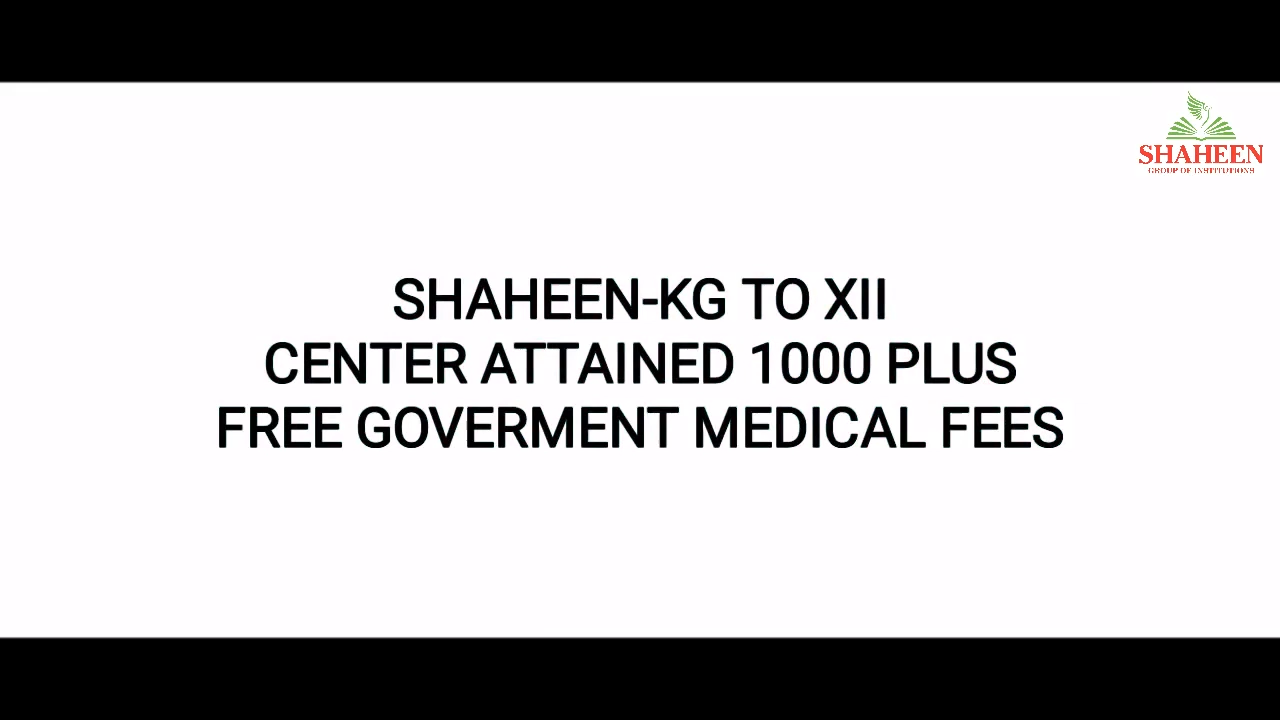 SHAHEEN
GROUP OF INSTITUTIONS
SHAHEEN-KG TO XII
CENTER ATTAINED 1000 PLUS
FREE GOVERMENT MEDICAL FEES